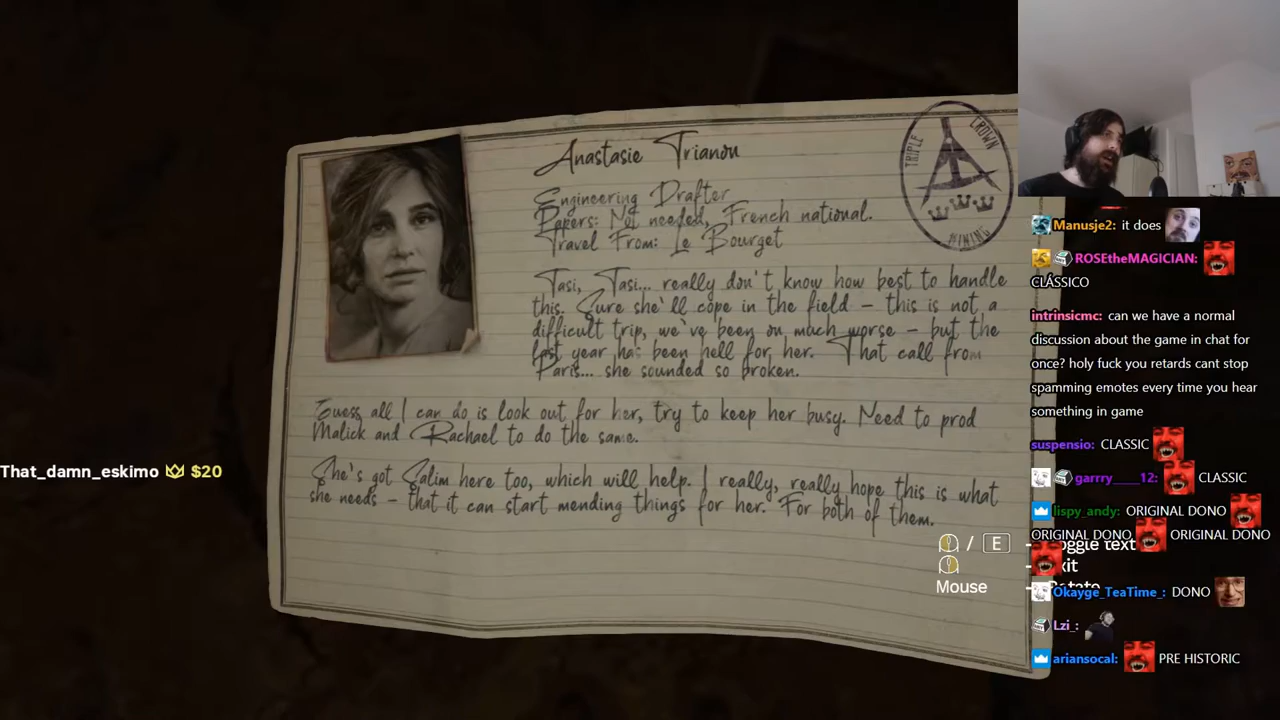 Anastasie Trianon
Engineering Drafter
Papers: Not needed, French national.
Travel From: Le Bourget
TRIPLE CROWN MINING
Tasi, Tasi... really don't know how best to handle
this. Sure she'll cope in the field – this is not a
difficult trip, we've been on much worse – but the
last year has been hell for her. That call from
Paris... she sounded so broken.
Guess all I can do is look out for her, try to keep her busy. Need to prod
Malick and Rachael to do the same.
She's got Salim here too, which will help. I really, really hope this is what
she needs – that it can start mending things for her. For both of them.
/ E - oggle text
- xit
Mouse - Rotate
That_damn_eskimo $20
Manusje2: it does
ROSEtheMAGICIAN:
CLASSICO
intrinsicmc: can we have a normal
discussion about the game in chat for
once? holy fuck you retards cant stop
spamming emotes every time you hear
something in game
suspensio: CLASSIC
garrry____12: CLASSIC
lispy_andy: ORIGINAL DONO
ORIGINAL DONO ORIGINAL DONO
Okayge_TeaTime_: DONO
Lzi_:
ariansocal: PRE HISTORIC